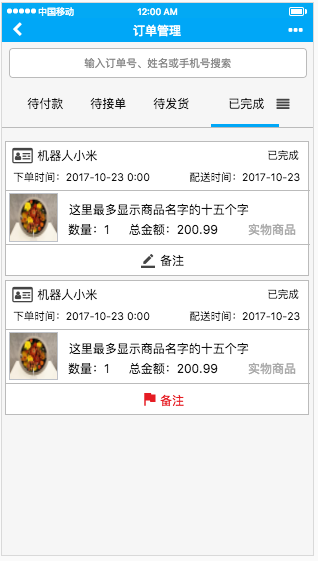 中国移动 12:00 AM
订单管理
输入订单号、姓名或手机号搜索
待付款 待接单 待发货 已完成
机器人小米 已完成
下单时间：2017-10-23 0:00 配送时间：2017-10-23
这里最多显示商品名字的十五个字
数量：1 总金额：200.99 实物商品
备注
机器人小米 已完成
下单时间：2017-10-23 0:00 配送时间：2017-10-23
这里最多显示商品名字的十五个字
数量：1 总金额：200.99 实物商品
备注